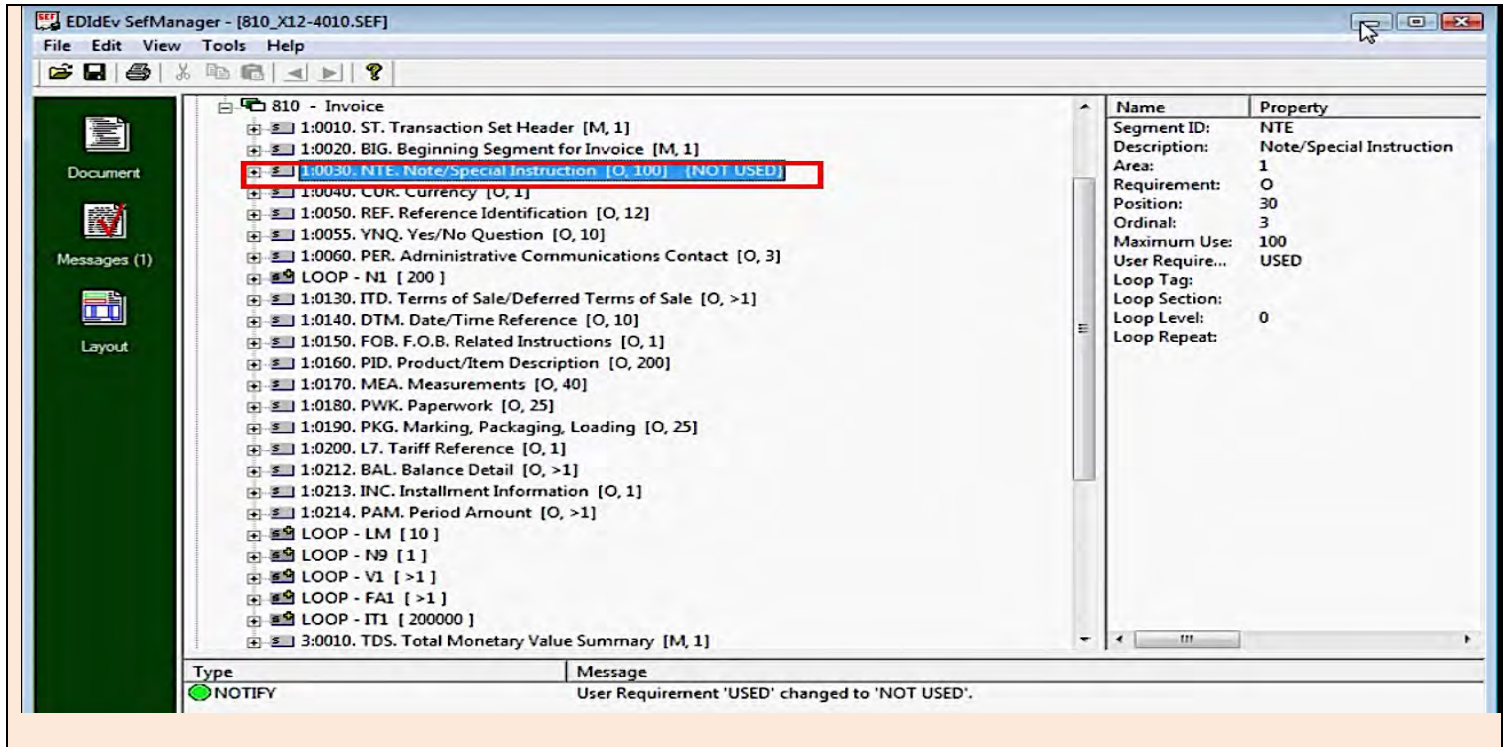 SEF EDIdEv SefManager - [810_X12-4010.SEF]
File Edit View Tools Help
Document
Messages (1)
Layout
810 - Invoice
1:0010. ST. Transaction Set Header [M, 1]
1:0020. BIG. Beginning Segment for Invoice [M, 1]
1:0030. NTE. Note/Special Instruction [O, 100] (NOT USED)
1:0040. CUR. Currency [O, 1]
1:0050. REF. Reference Identification [O, 12]
1:0055. YNQ. Yes/No Question [O, 10]
1:0060. PER. Administrative Communications Contact [O, 3]
LOOP - N1 [ 200 ]
1:0130. ITD. Terms of Sale/Deferred Terms of Sale [O, >1]
1:0140. DTM. Date/Time Reference [O, 10]
1:0150. FOB. F.O.B. Related Instructions [O, 1]
1:0160. PID. Product/Item Description [O, 200]
1:0170. MEA. Measurements [O, 40]
1:0180. PWK. Paperwork [O, 25]
1:0190. PKG. Marking, Packaging, Loading [O, 25]
1:0200. L7. Tariff Reference [O, 1]
1:0212. BAL. Balance Detail [O, >1]
1:0213. INC. Installment Information [O, 1]
1:0214. PAM. Period Amount [O, >1]
LOOP - LM [ 10 ]
LOOP - N9 [ 1 ]
LOOP - V1 [ >1 ]
LOOP - FA1 [ >1 ]
LOOP - IT1 [ 200000 ]
3:0010. TDS. Total Monetary Value Summary [M, 1]
Name Property
Segment ID: NTE
Description: Note/Special Instruction
Area: 1
Requirement: O
Position: 30
Ordinal: 3
Maximum Use: 100
User Require... USED
Loop Tag:
Loop Section:
Loop Level: 0
Loop Repeat:
Type Message
NOTIFY User Requirement 'USED' changed to 'NOT USED'.